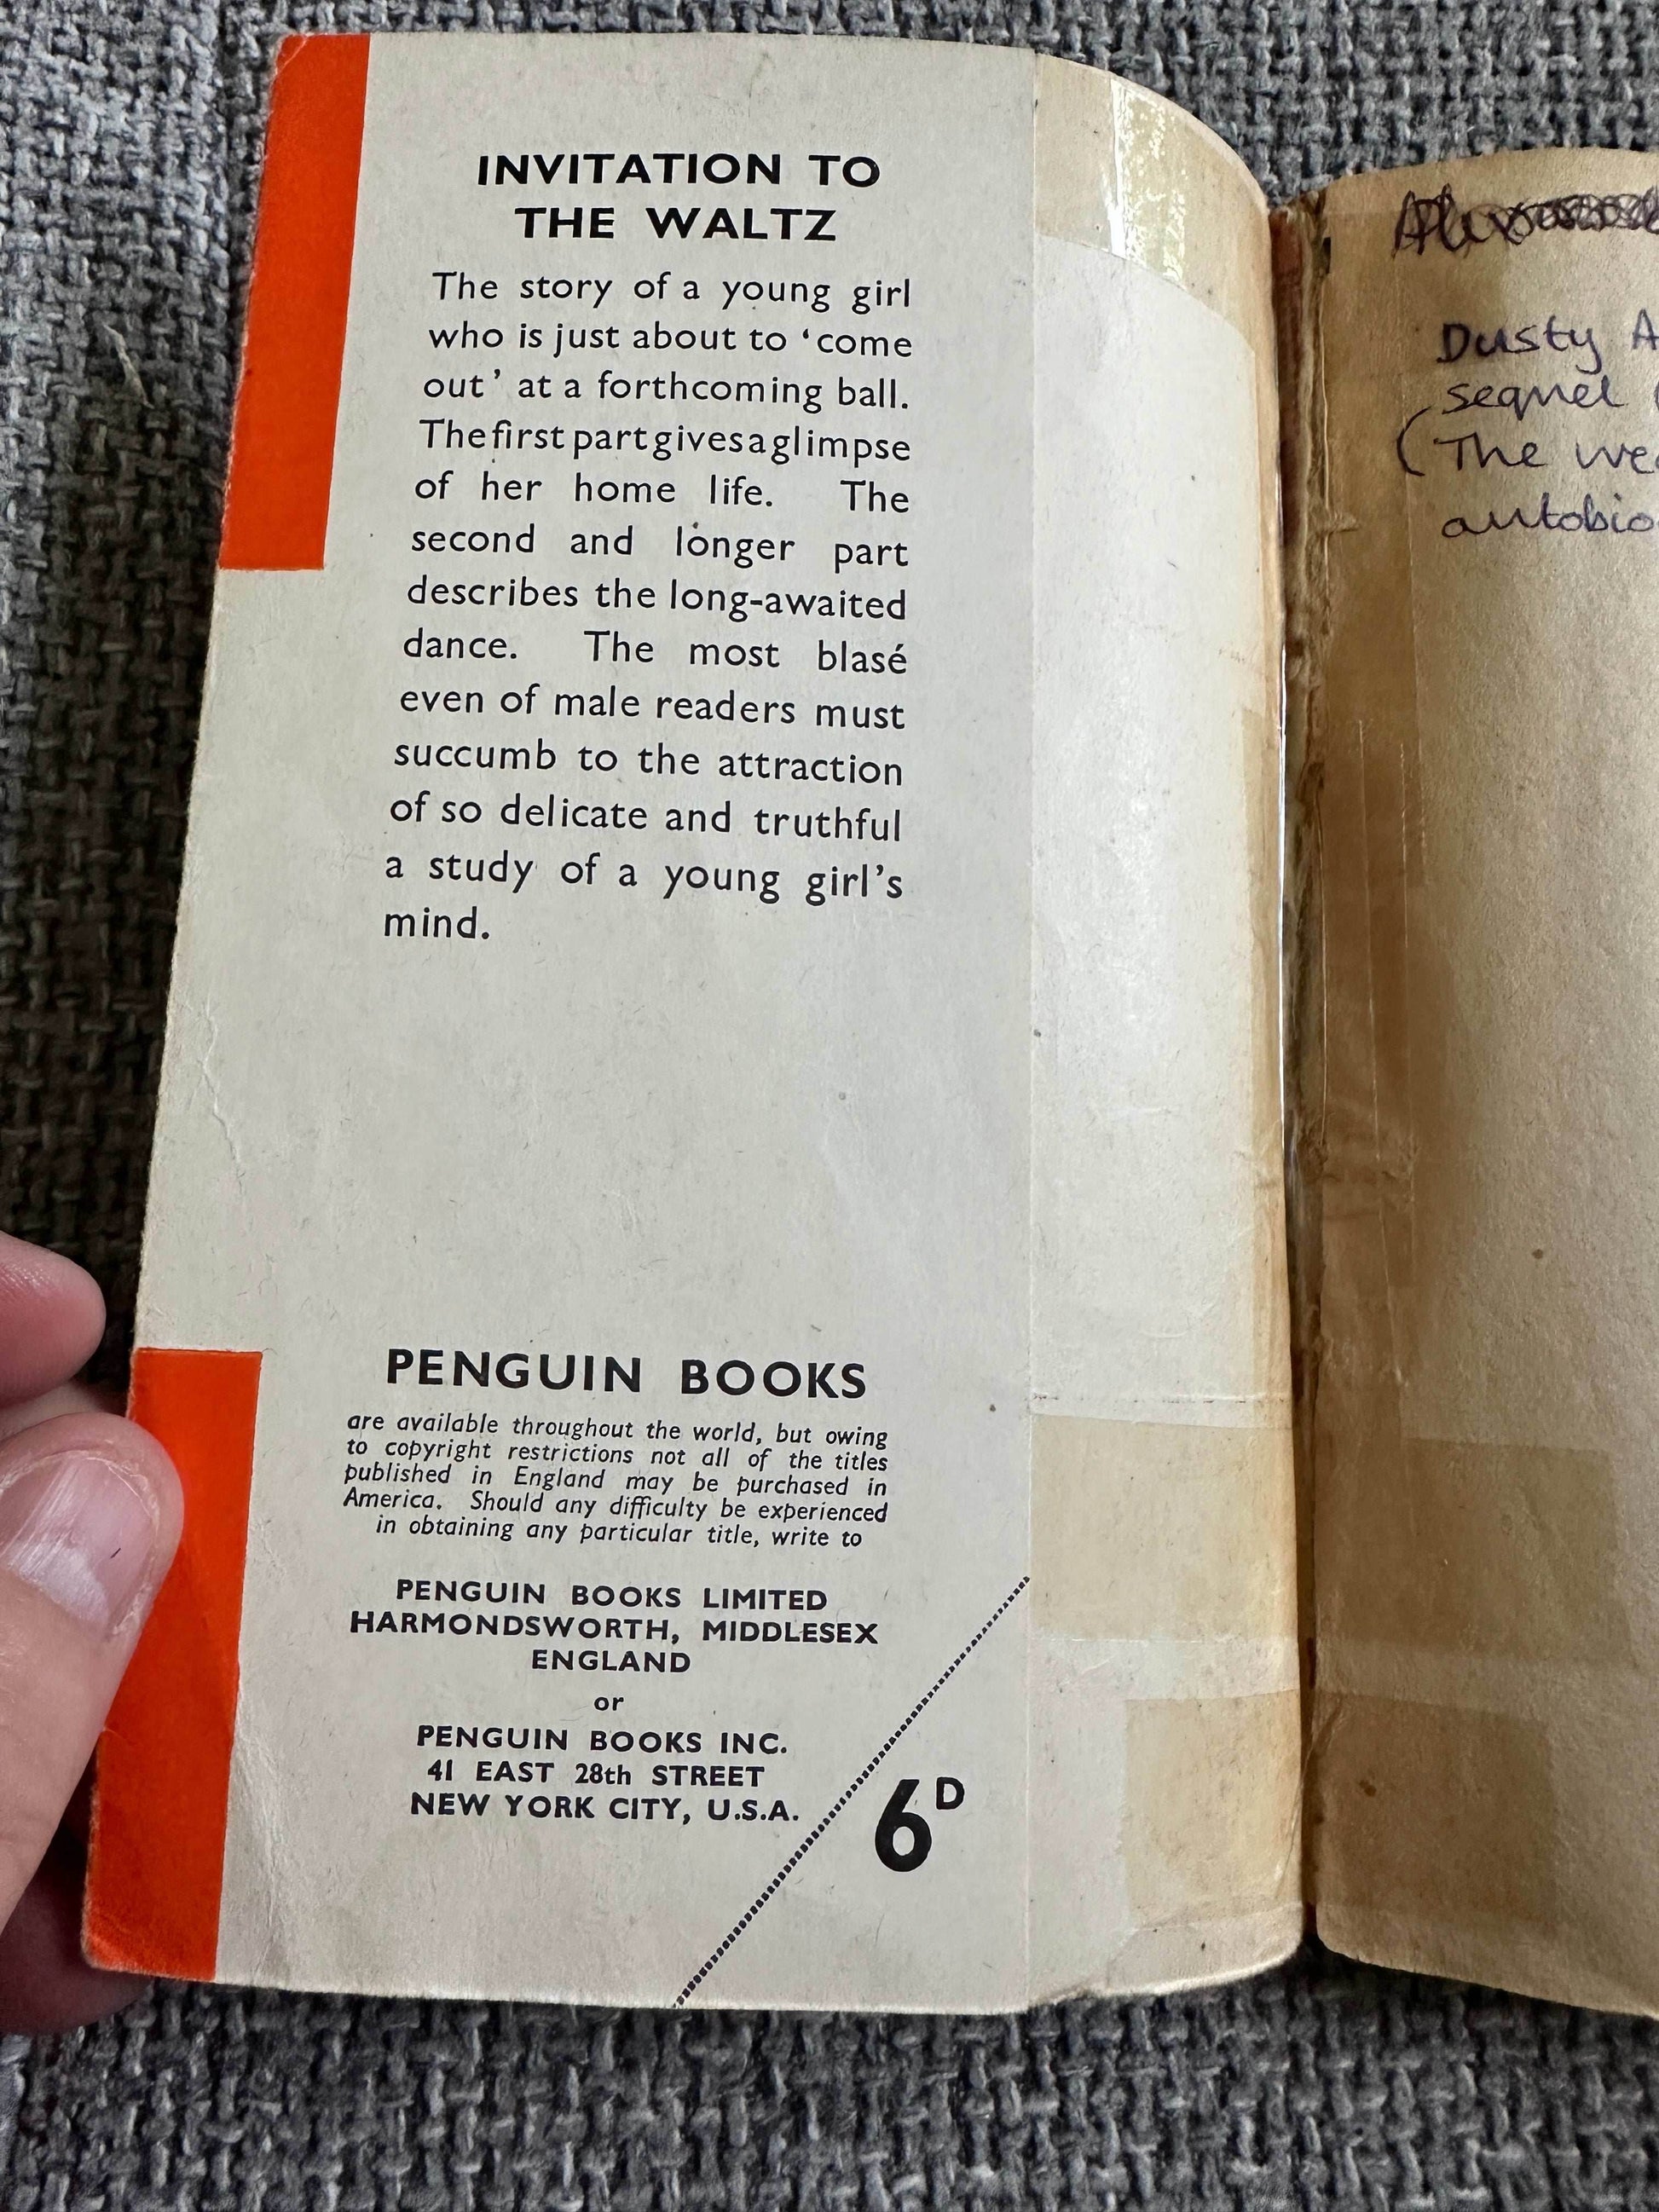 INVITATION TO
THE WALTZ
The story of a young girl
who is just about to ‘come
out’ at a forthcoming ball.
The first part gives a glimpse
of her home life. The
second and longer part
describes the long-awaited
dance. The most blasé
even of male readers must
succumb to the attraction
of so delicate and truthful
a study of a young girl’s
mind.
PENGUIN BOOKS
are available throughout the world, but owing
to copyright restrictions not all of the titles
published in England may be purchased in
America. Should any difficulty be experienced
in obtaining any particular title, write to
PENGUIN BOOKS LIMITED
HARMONDSWORTH, MIDDLESEX
ENGLAND
or
PENGUIN BOOKS INC.
41 EAST 28th STREET
NEW YORK CITY, U.S.A.
6D
Dusty A
sequel (
(The wea
autobio